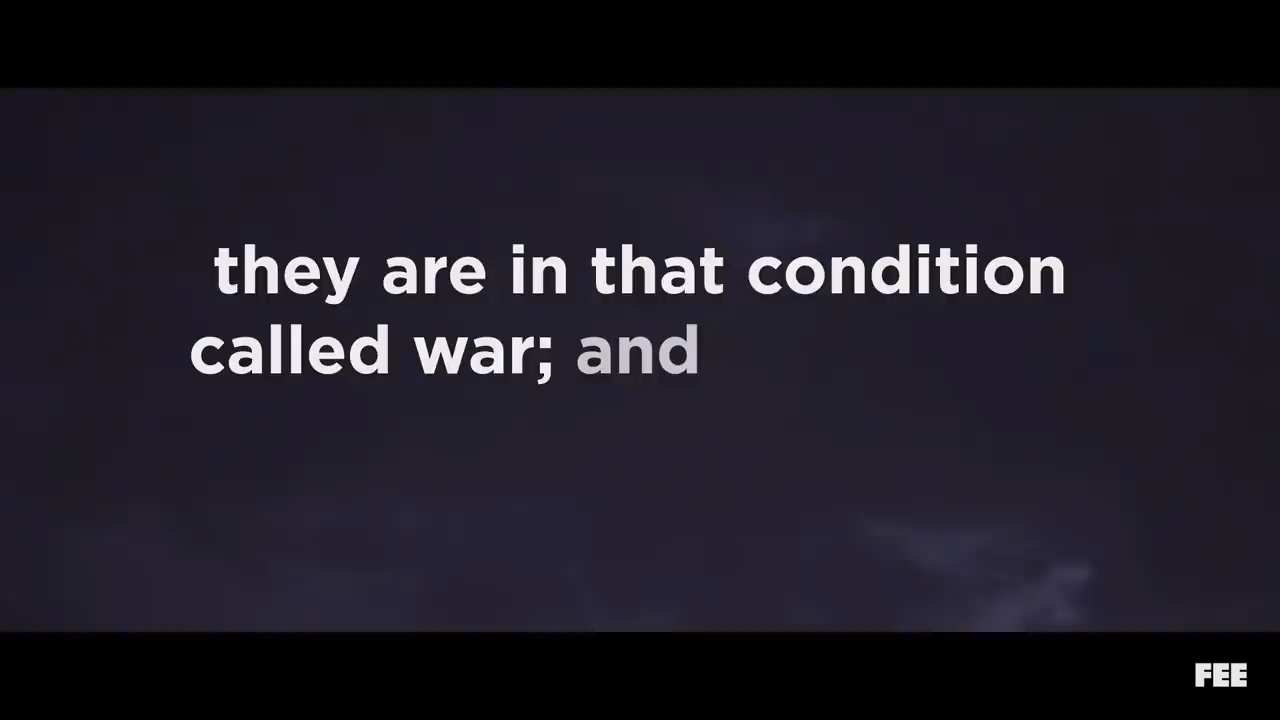 they are in that condition
called war; and
FEE